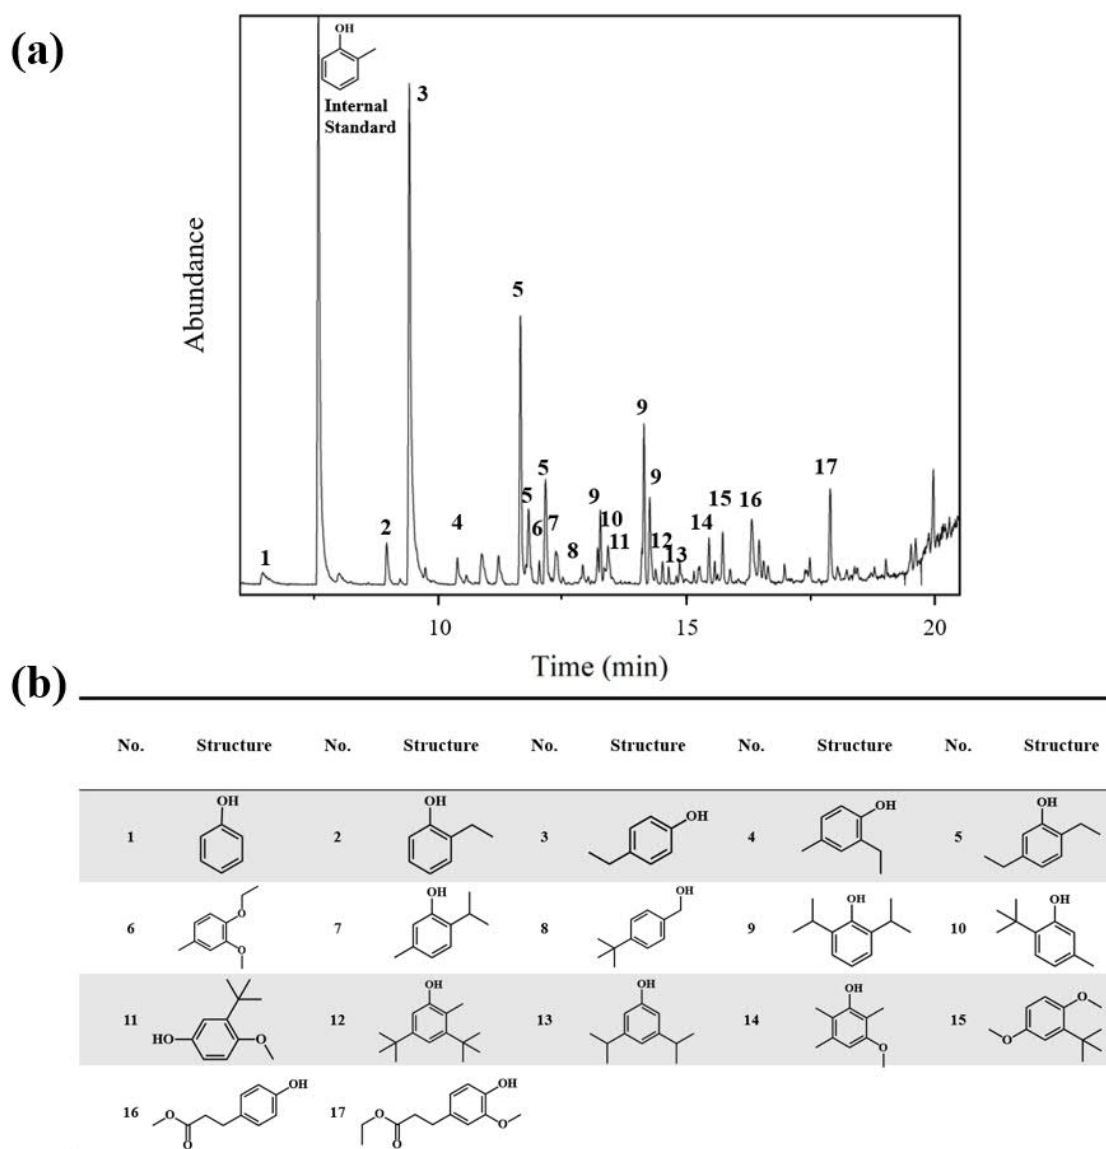 (a)
OH
Internal
Standard
3
5
9
2
4
5
5
6
7
8
9
10
11
9
12
13
14
15
16
17
1
Abundance
10
15
20
Time (min)
(b)
No. Structure No. Structure No. Structure No. Structure No. Structure
1 OH 2 OH 3 OH 4 OH 5 OH
6 O O 7 OH 8 OH 9 OH 10 OH
11 HO O 12 OH 13 OH 14 OH O 15 O O
16 O O OH 17 O O OH O